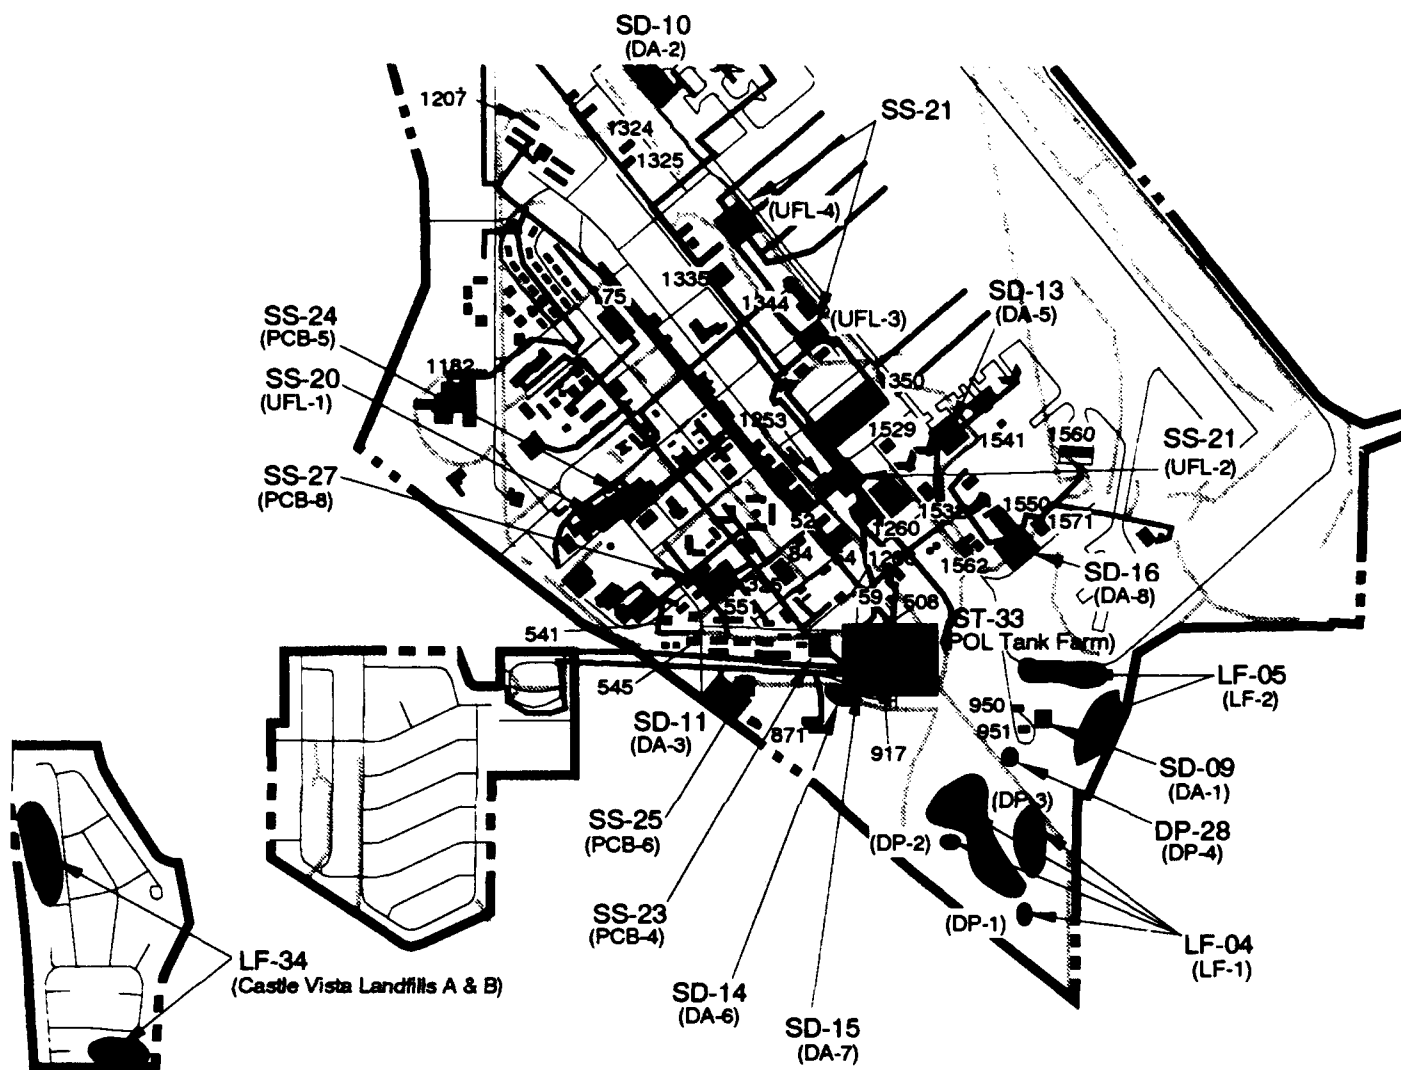 SD-10
(DA-2)
1207
SS-21
1324
1325
(UFL-4)
1335
75
1344
SD-13
(DA-5)
SS-24
(PCB-5)
(UFL-3)
1182
SS-20
(UFL-1)
1350
1253
1529
1541
1560
SS-21
(UFL-2)
SS-27
(PCB-8)
52
1260
1550
1571
84
54
1562
SD-16
(DA-8)
59
508
551
ST-33
(POL Tank Farm)
541
545
LF-05
(LF-2)
SD-11
(DA-3)
871
917
950
951
SD-09
(DA-1)
(DP-3)
SS-25
(PCB-6)
(DP-2)
DP-28
(DP-4)
SS-23
(PCB-4)
(DP-1)
LF-04
(LF-1)
LF-34
(Castle Vista Landfills A & B)
SD-14
(DA-6)
SD-15
(DA-7)